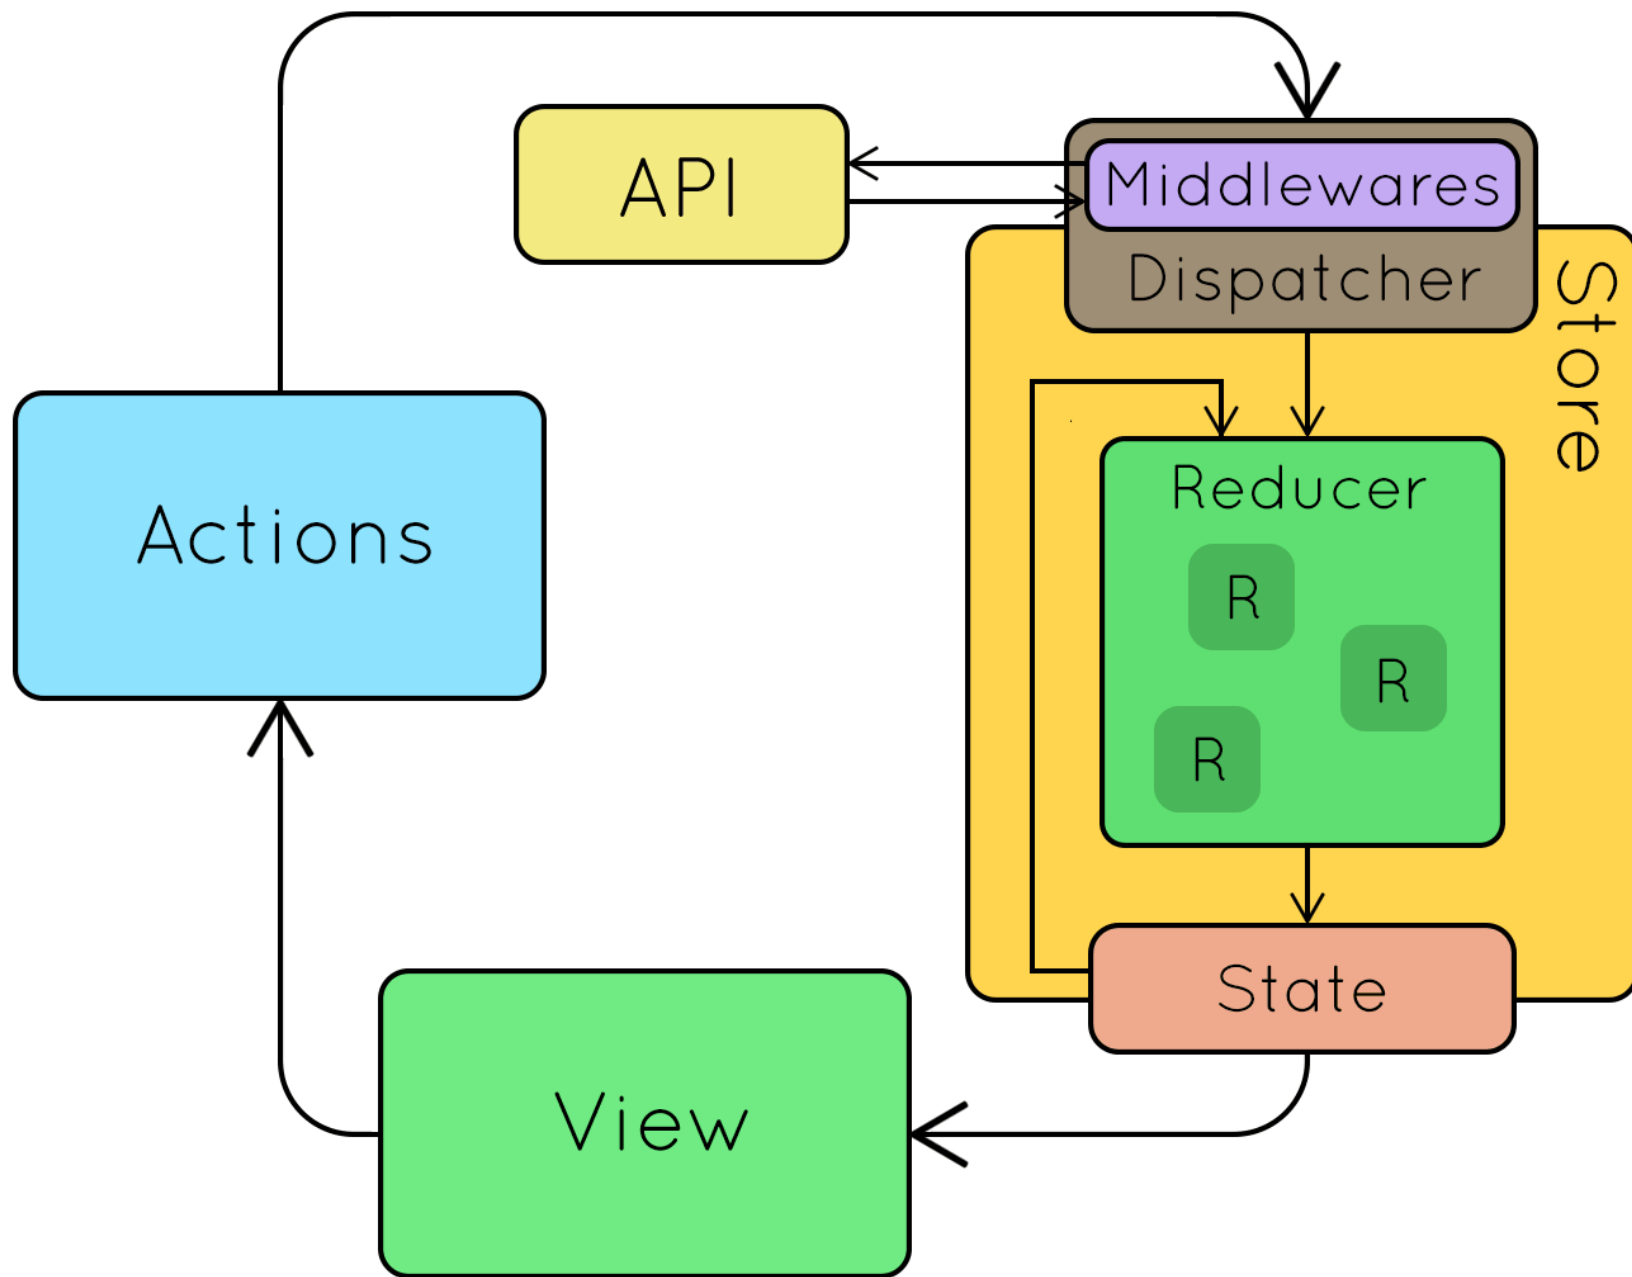 API
Middlewares
Dispatcher
Store
Actions
Reducer
R
R
R
State
View